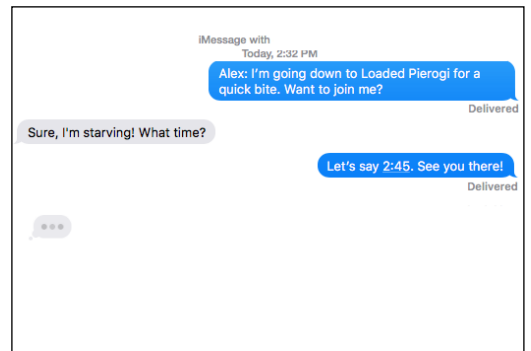 iMessage with
Today, 2:32 PM
Alex: I'm going down to Loaded Pierogi for a
quick bite. Want to join me?
Delivered
Sure, I'm starving! What time?
Let's say 2:45. See you there!
Delivered